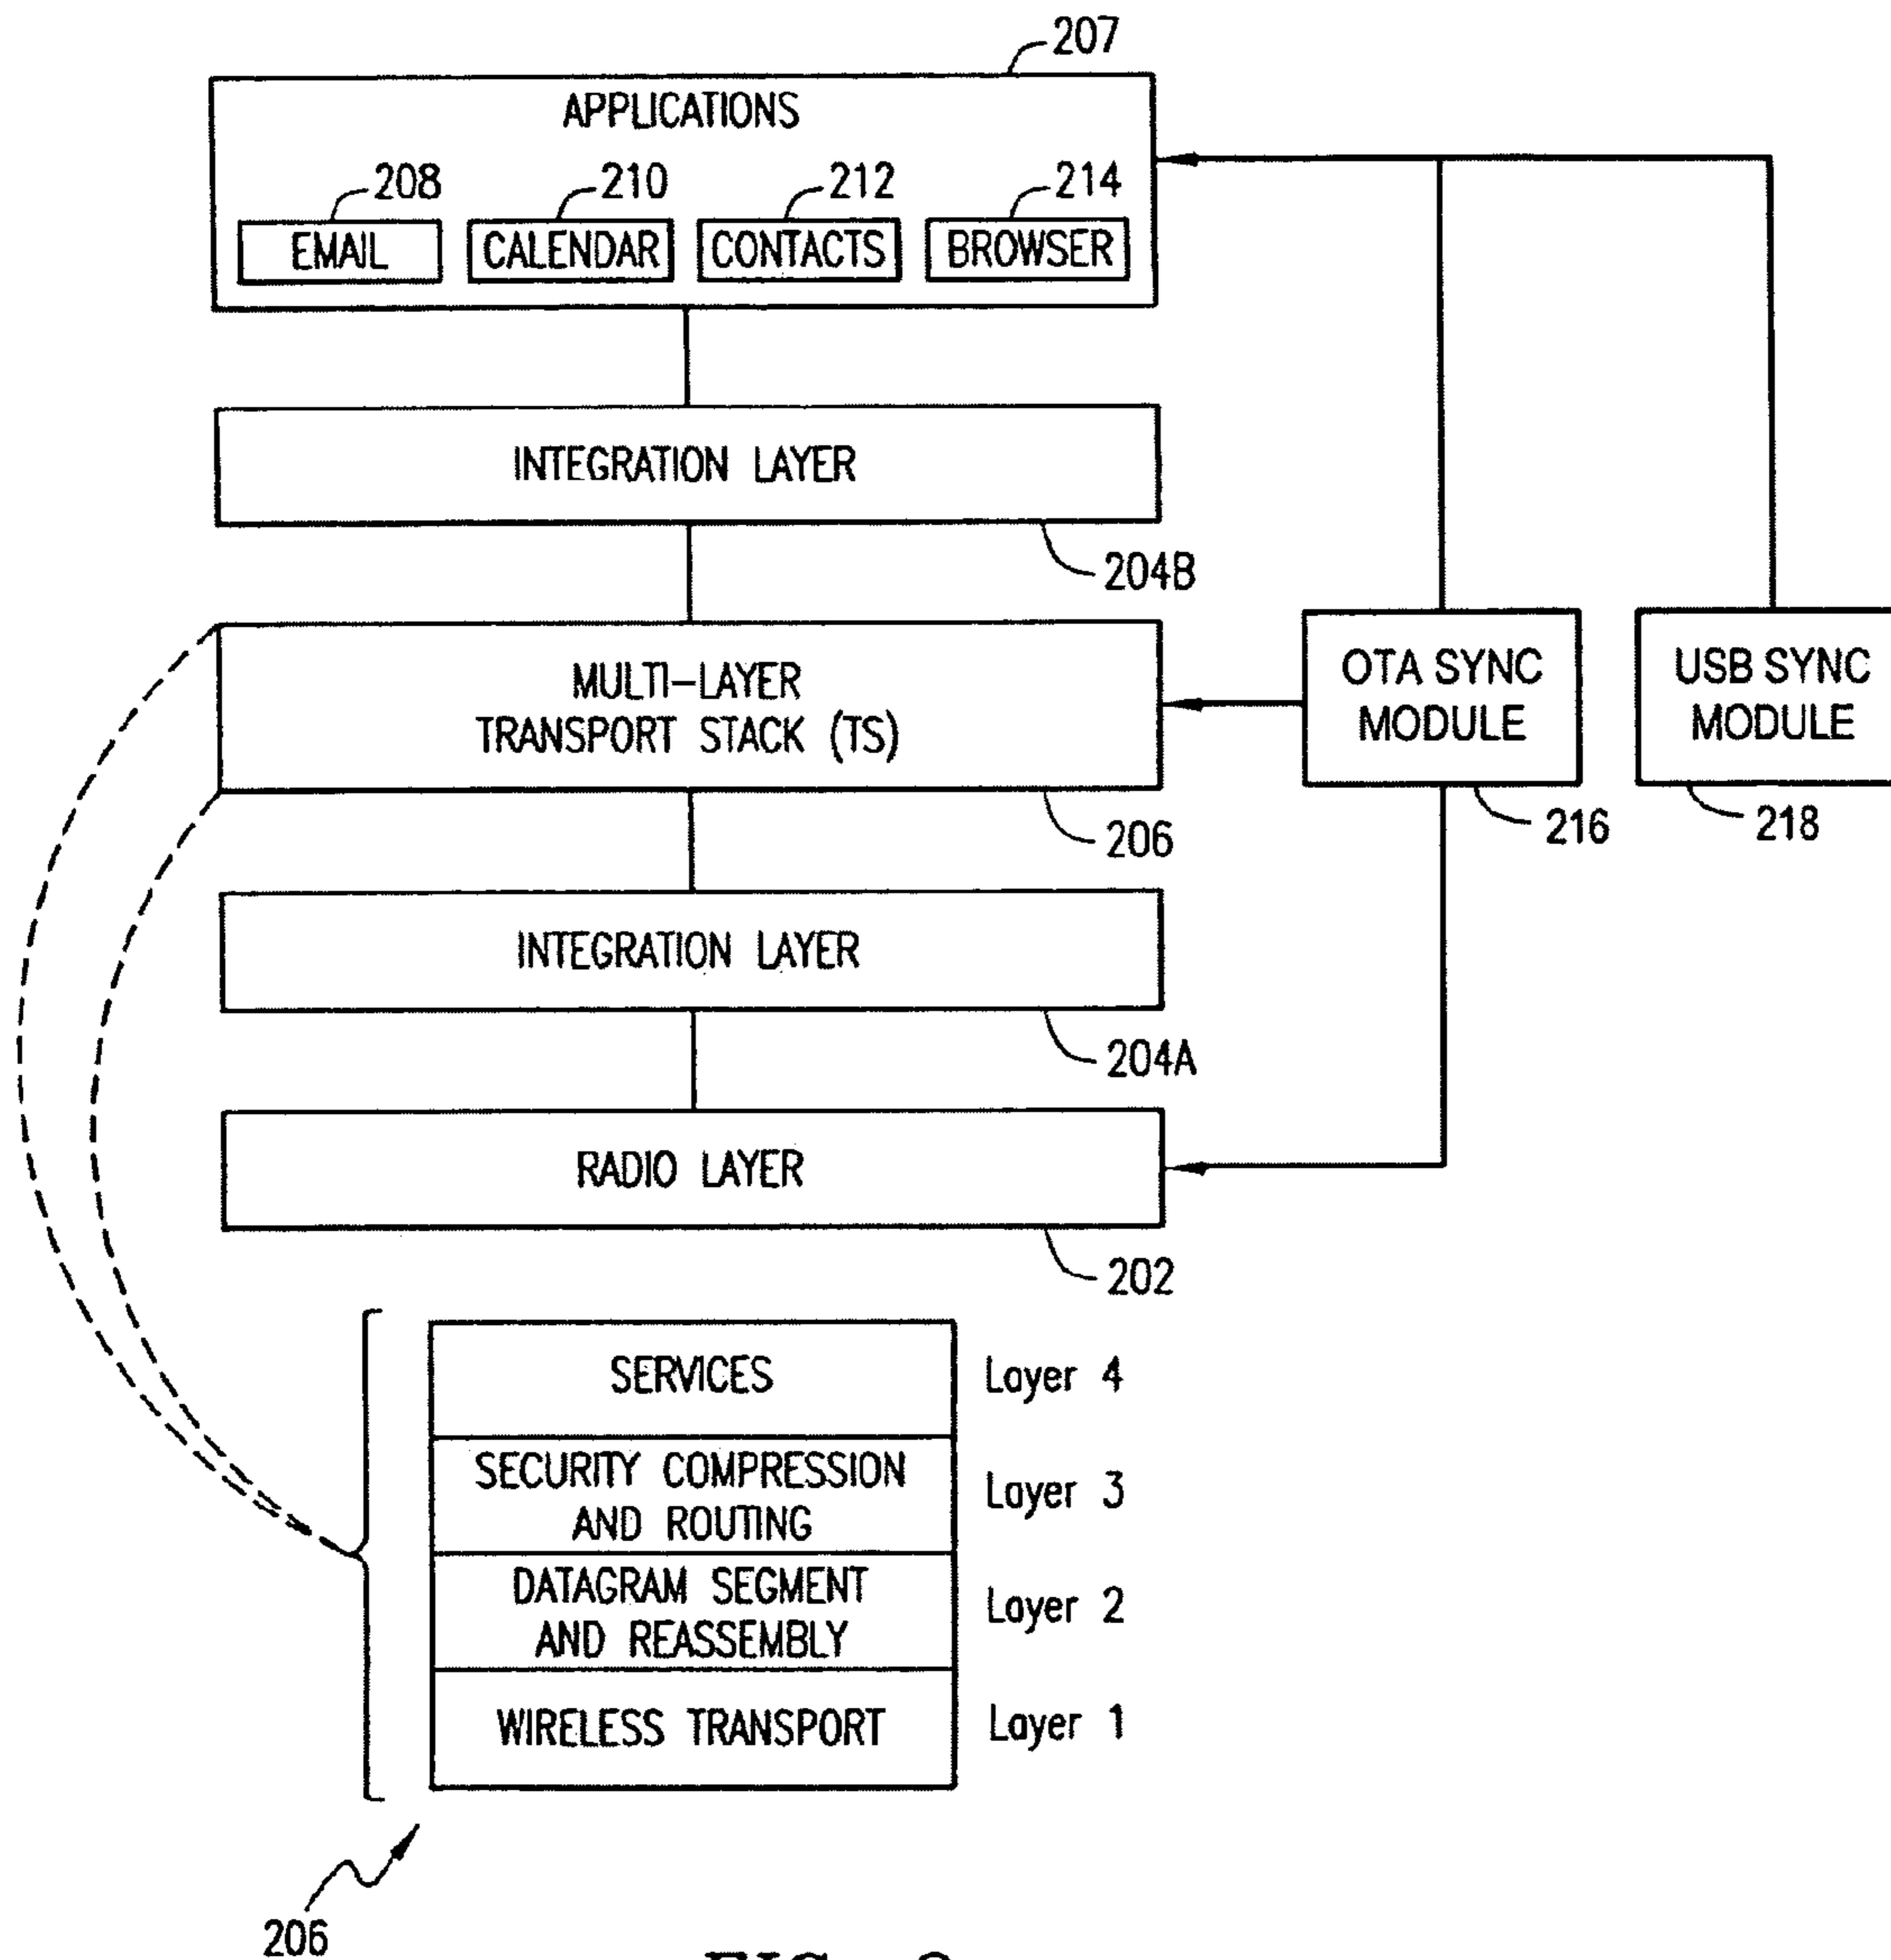 207
APPLICATIONS
208
210
212
214
EMAIL
CALENDAR
CONTACTS
BROWSER
INTEGRATION LAYER
204B
MULTI-LAYER
TRANSPORT STACK (TS)
206
OTA SYNC
MODULE
216
USB SYNC
MODULE
218
INTEGRATION LAYER
204A
RADIO LAYER
202
SERVICES
Layer 4
SECURITY COMPRESSION
AND ROUTING
Layer 3
DATAGRAM SEGMENT
AND REASSEMBLY
Layer 2
WIRELESS TRANSPORT
Layer 1
206
FIG.